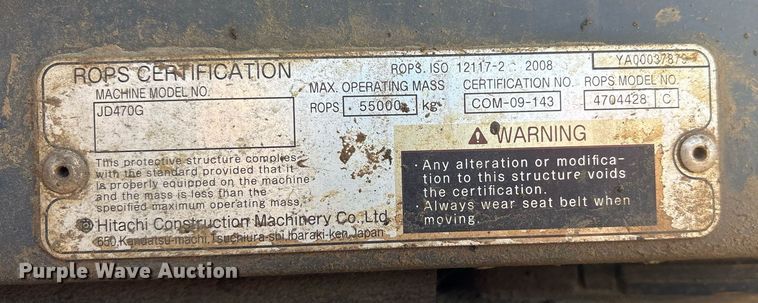 ROPS CERTIFICATION
ROPS. ISO 12117-2 : 2008
MACHINE MODEL NO.
JD470G
MAX. OPERATING MASS
ROPS 55000 kg
CERTIFICATION NO.
COM-09-143
ROPS MODEL NO.
4704428 C
This protective structure complies
with the standard provided that it
is properly equipped on the machine
and the mass is less than the
specified maximum operating mass.
® Hitachi Construction Machinery Co., Ltd.
650,Kandatsu-machi,Tsuchiura-shi,Ibaraki-ken,Japan
WARNING
·Any alteration or modifica-
tion to this structure voids
the certification.
·Always wear seat belt when
moving.
Purple Wave Auction